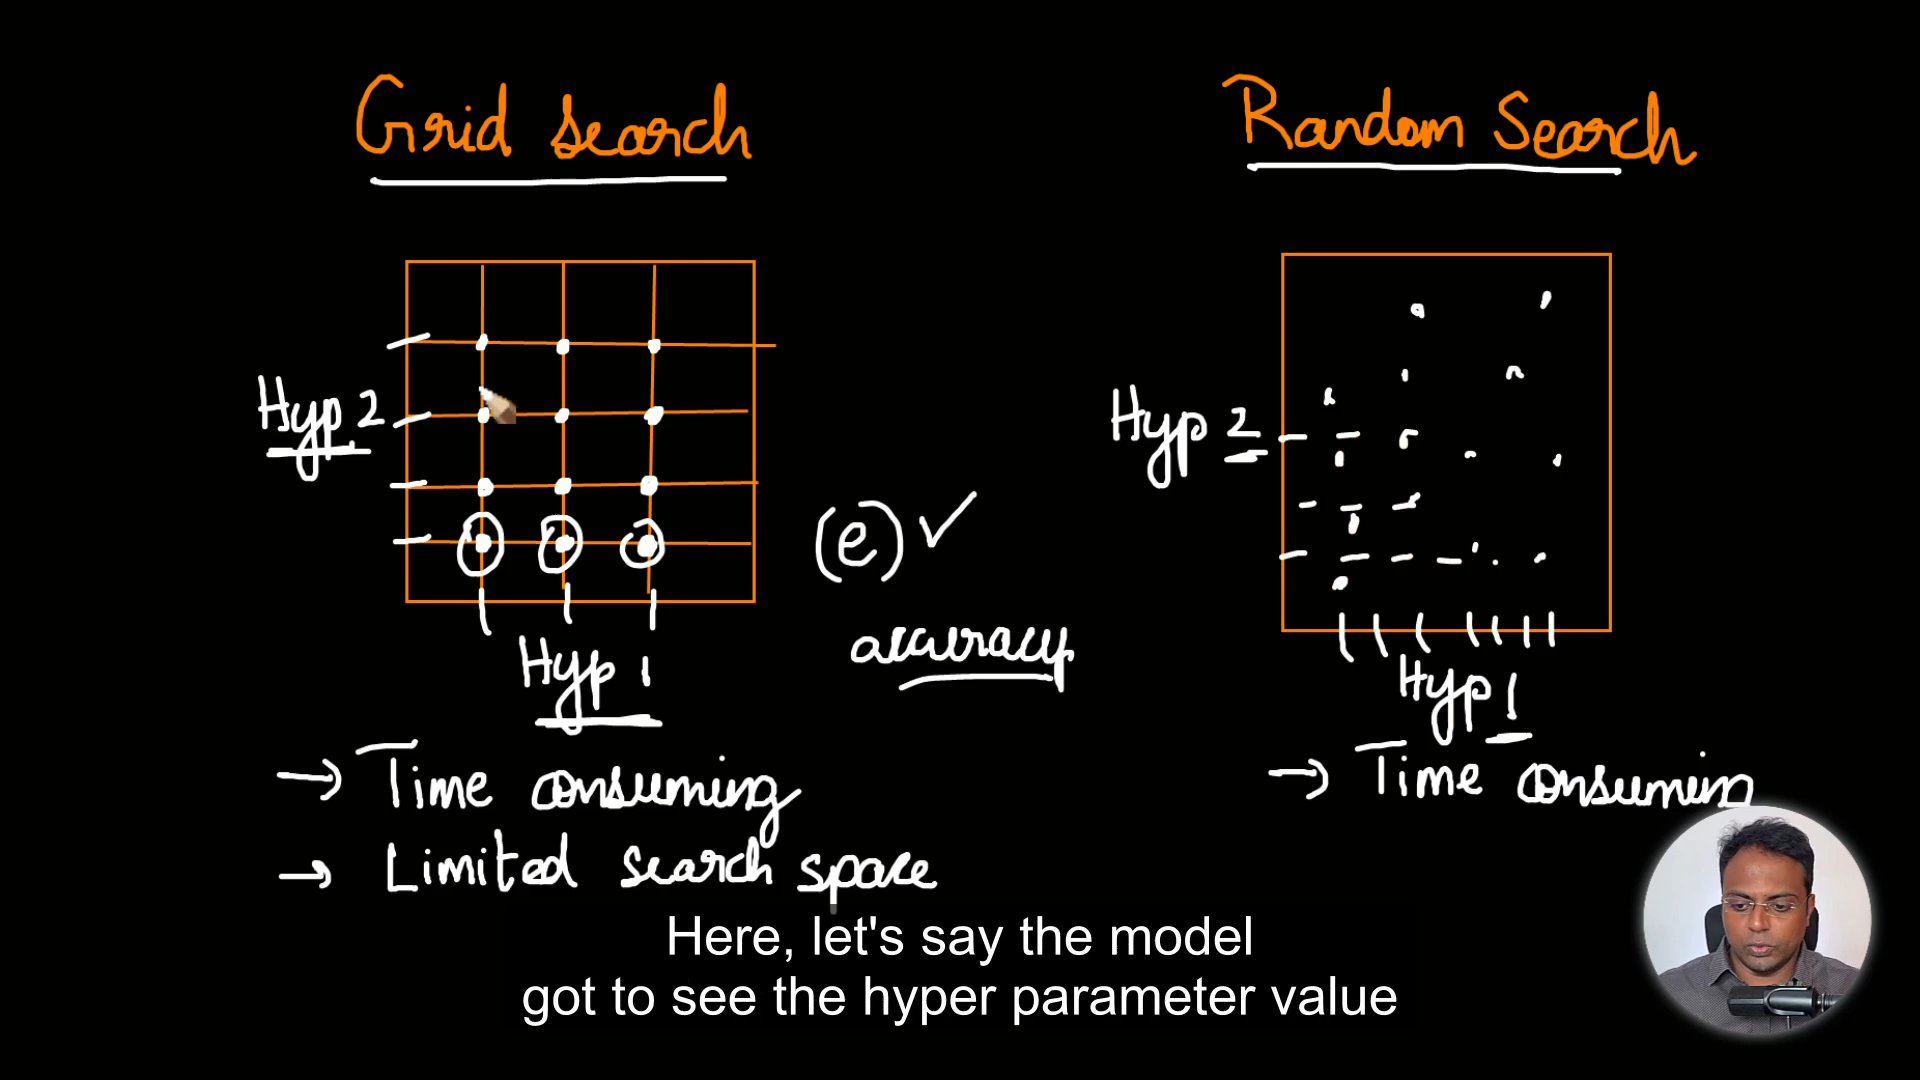 Grid Search
Random Search
Hyp 2
Hyp 2
(e) ✓
accuracy
Hyp 1
Hyp 1
→ Time consuming
→ Time consuming
→ Limited search space
Here, let's say the model
got to see the hyper parameter value